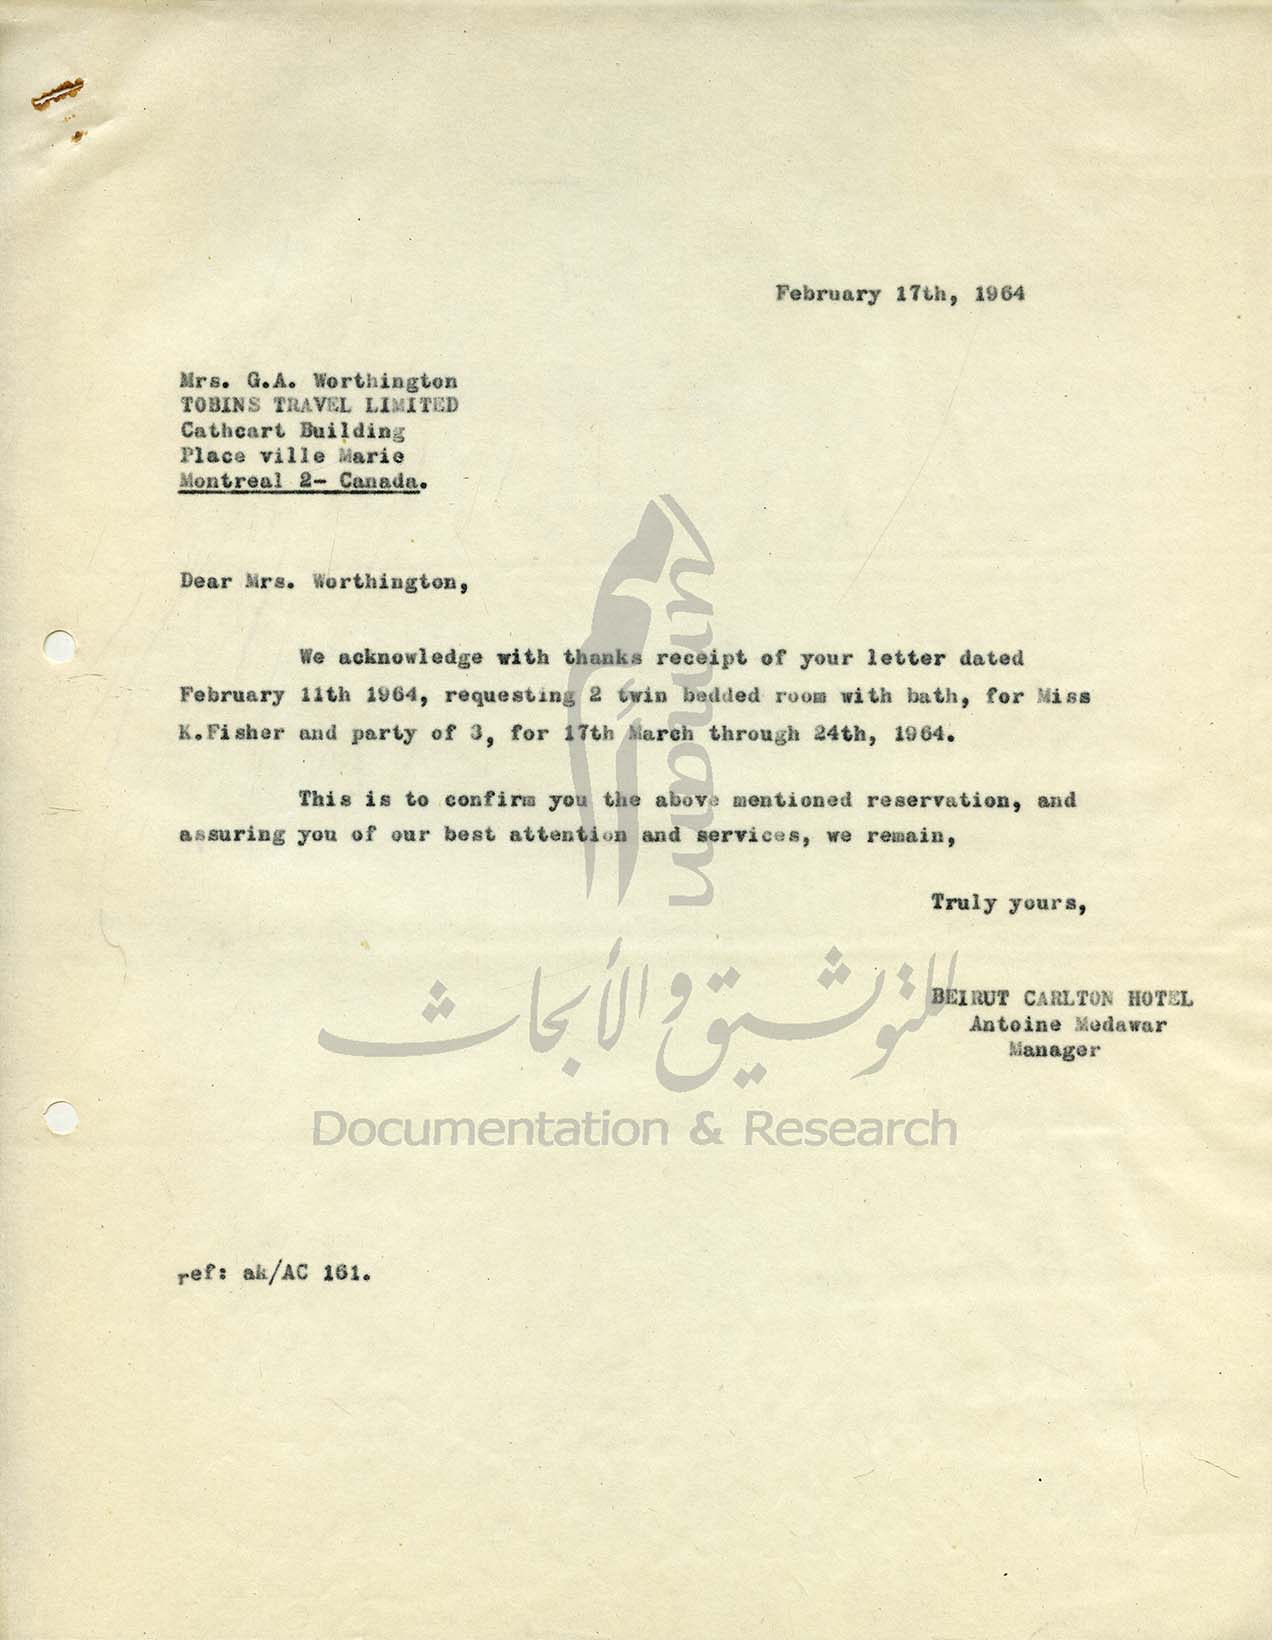 February 17th, 1964
Mrs. G.A. Worthington
TOBINS TRAVEL LIMITED
Cathcart Building
Place ville Marie
Montreal 2- Canada.
Dear Mrs. Worthington,
We acknowledge with thanks receipt of your letter dated
February 11th 1964, requesting 2 twin bedded room with bath, for Miss
K.Fisher and party of 3, for 17th March through 24th, 1964.
This is to confirm you the above mentioned reservation, and
assuring you of our best attention and services, we remain,
Truly yours,
BEIRUT CARLTON HOTEL
Antoine Medawar
Manager
umam
للتوثيق والأبحاث
Documentation & Research
ref: ak/AC 161.